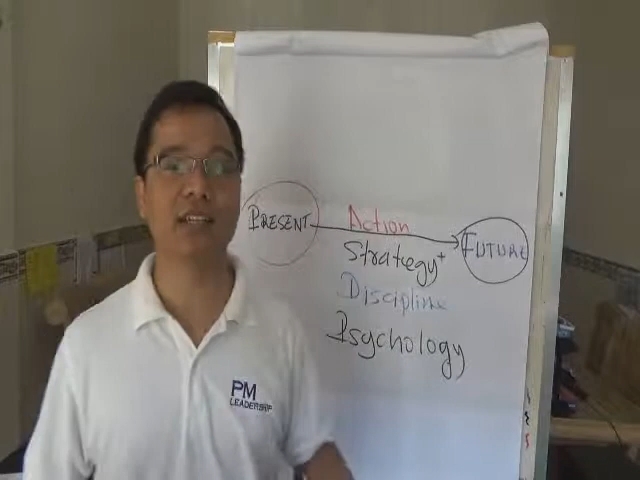 Action
PRESENT
FUTURE
Strategy+
Discipline
Psychology
PM
LEADERSHIP